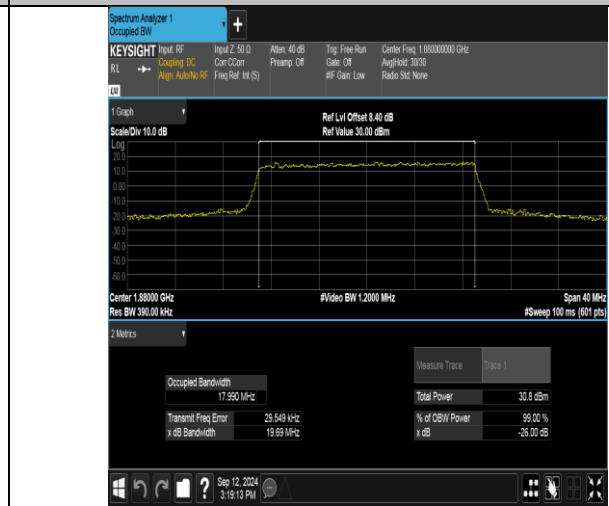 Spectrum Analyzer 1
Occupied BW
+
KEYSIGHT Input: RF Input Z: 50 Ω Atten: 40 dB Trig: Free Run Center Freq: 1.880000000 GHz
RL Coupling: DC Corr CCorr Preamp: Off Gate: Off Avg|Hold: 30/30
Align: Auto/No RF Freq Ref: Int (S) #IF Gain: Low Radio Std: None
LXI
1 Graph Ref Lvl Offset 8.40 dB
Scale/Div 10.0 dB Ref Value 30.00 dBm
Log
20.0
10.0
0.00
-10.0
-20.0
-30.0
-40.0
-50.0
-60.0
Center 1.88000 GHz #Video BW 1.2000 MHz Span 40 MHz
Res BW 390.00 kHz #Sweep 100 ms (601 pts)
2 Metrics
Measure Trace Trace 1
Occupied Bandwidth
17.990 MHz Total Power 30.8 dBm
Transmit Freq Error 29.549 kHz % of OBW Power 99.00 %
x dB Bandwidth 19.69 MHz x dB -26.00 dB
? Sep 12, 2024
3:19:13 PM